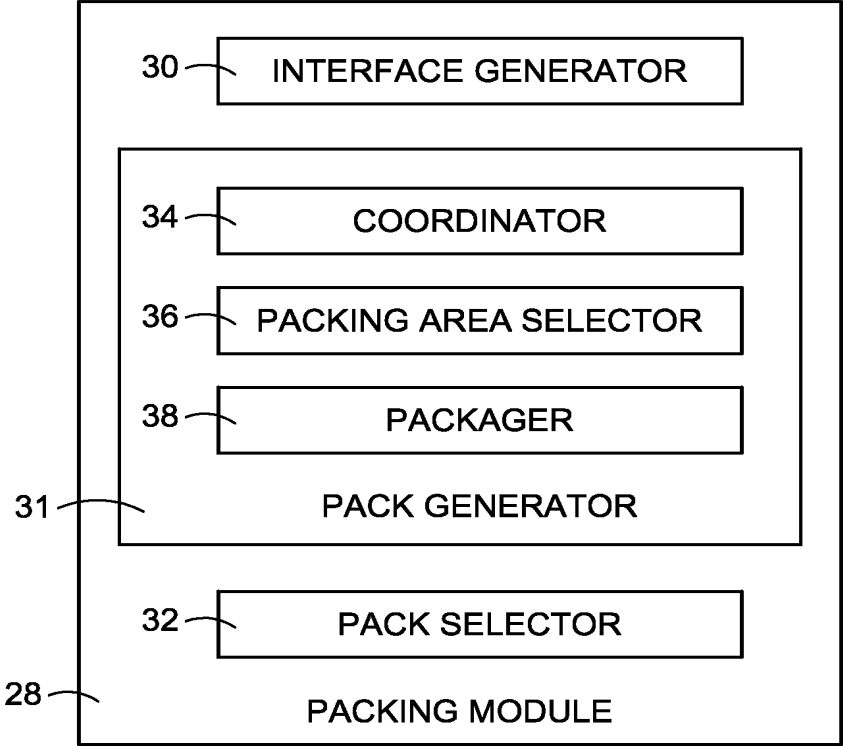 30 INTERFACE GENERATOR
34 COORDINATOR
36 PACKING AREA SELECTOR
38 PACKAGER
31 PACK GENERATOR
32 PACK SELECTOR
28 PACKING MODULE